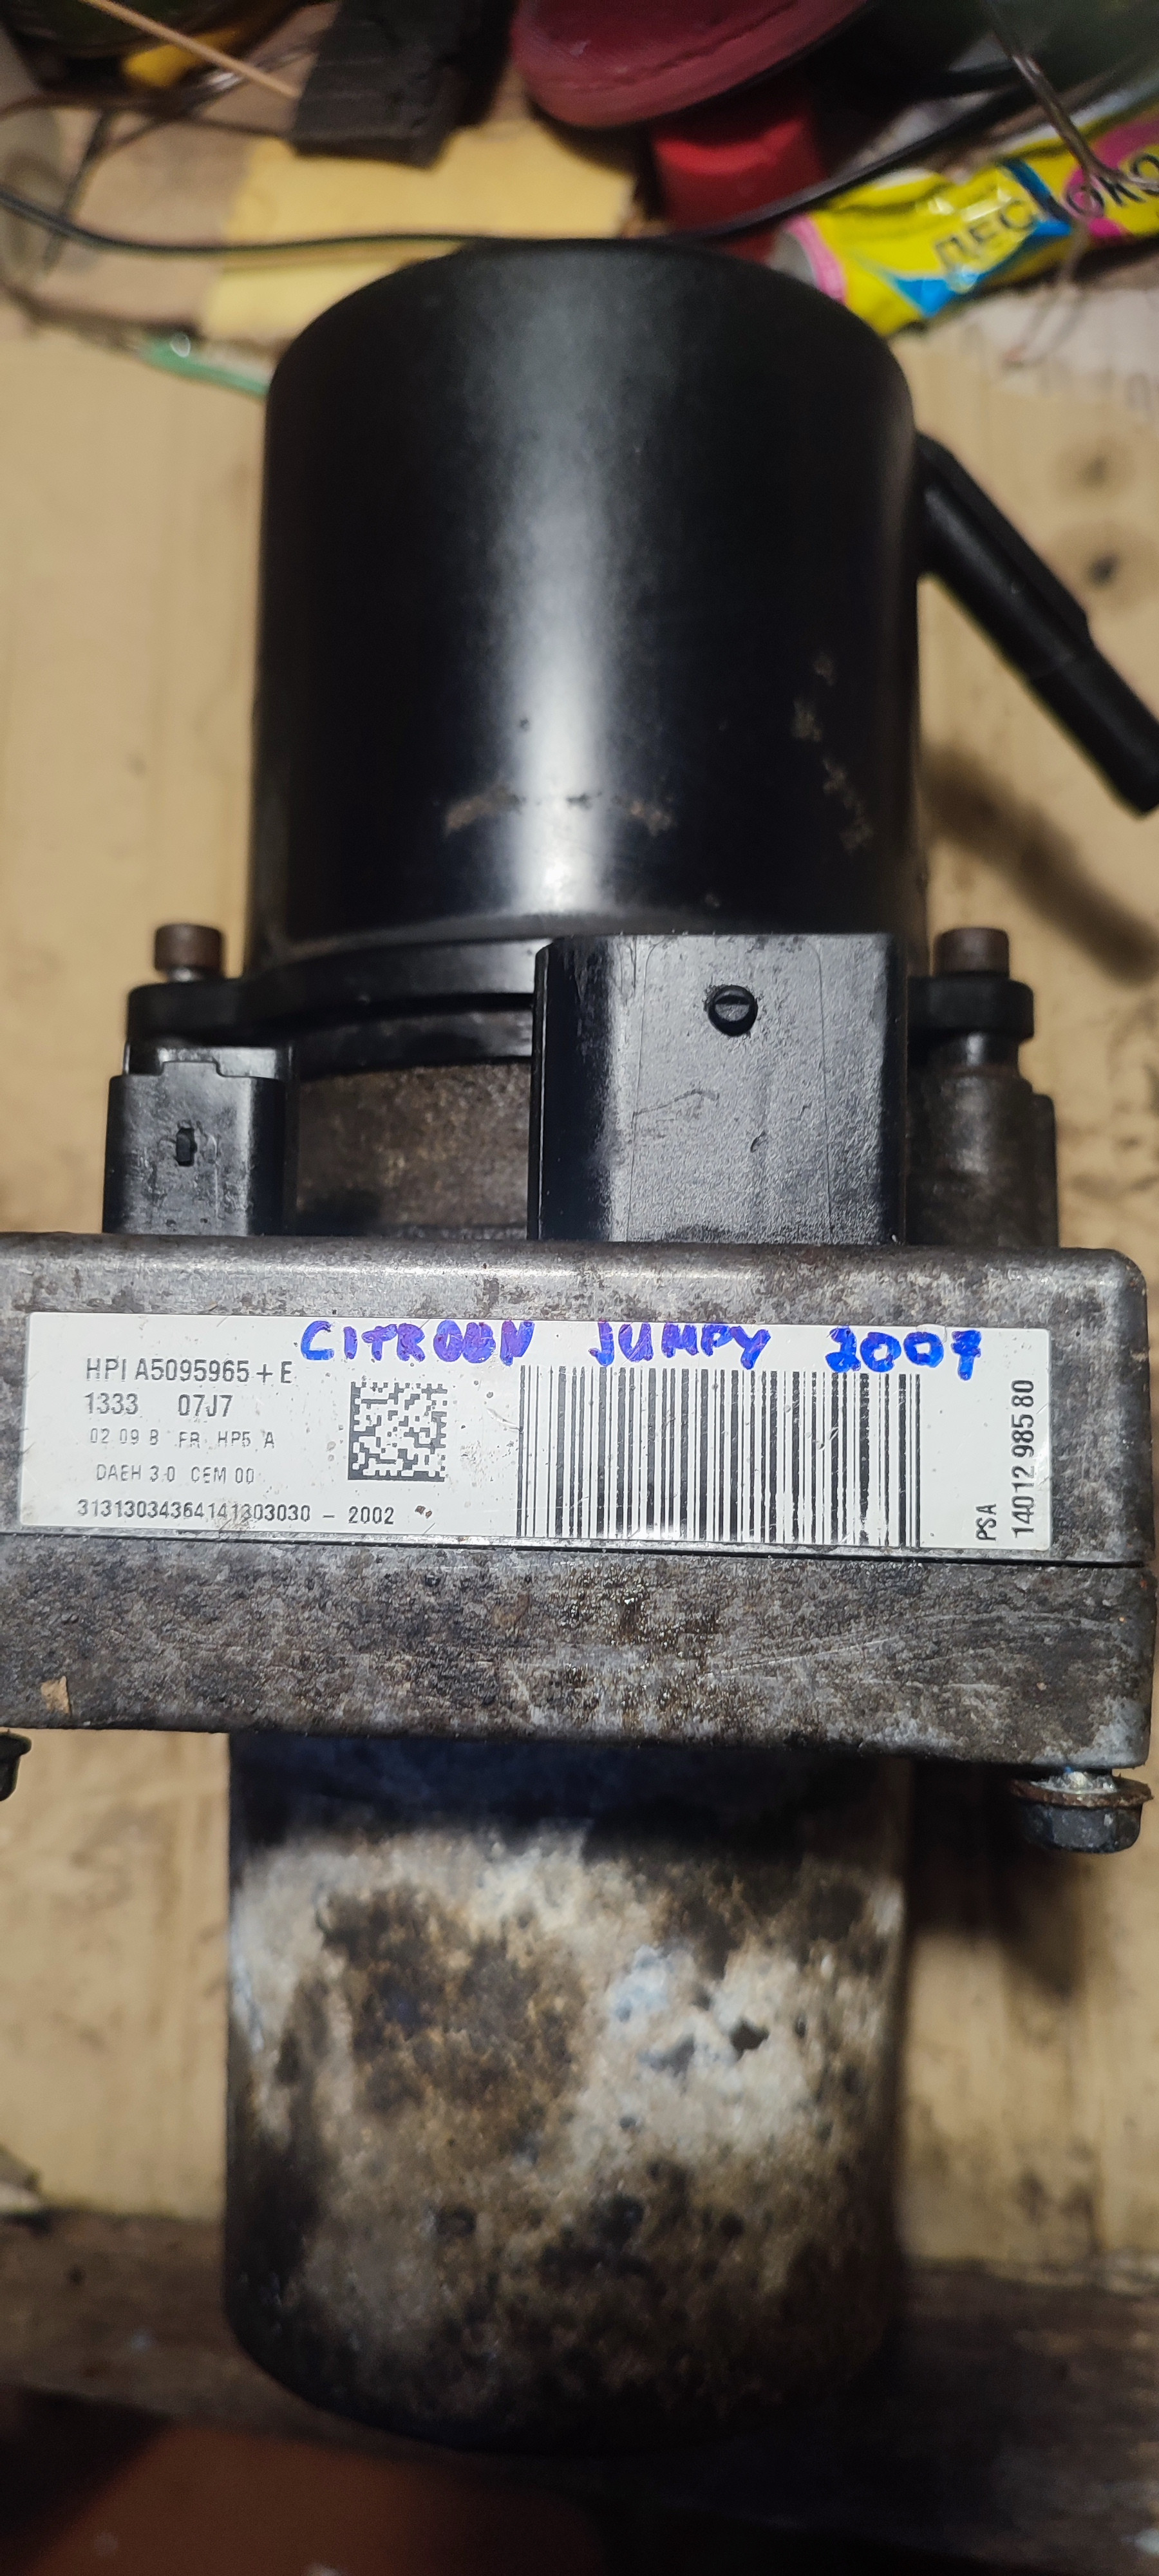 CITROEN JUMPY 2007
HPI A5095965 + E
1333 07J7
02 09 B FR HP5 A
DAEH 3.0 CEM 00
31313034364141303030 - 2002
PSA
14012 985 80